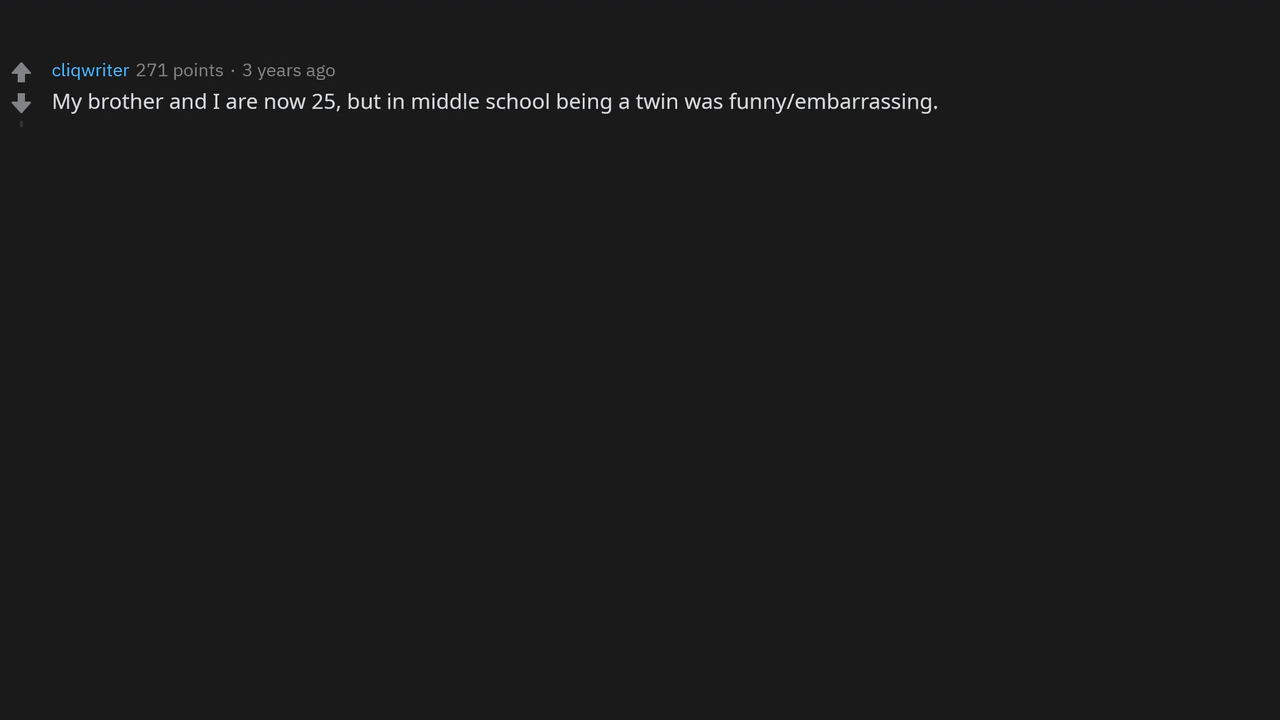 cliqwriter 271 points · 3 years ago
My brother and I are now 25, but in middle school being a twin was funny/embarrassing.